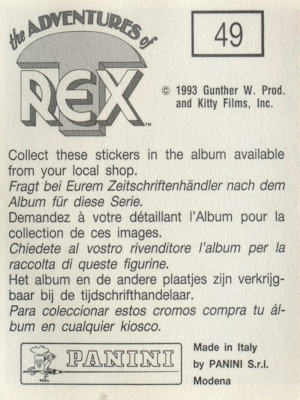 the ADVENTURES of
T
REX™
49
© 1993 Gunther W. Prod.
and Kitty Films, Inc.
Collect these stickers in the album available
from your local shop.
Fragt bei Eurem Zeitschriftenhändler nach dem
Album für diese Serie.
Demandez à votre détaillant l'Album pour la
collection de ces images.
Chiedete al vostro rivenditore l'album per la
raccolta di queste figurine.
Het album en de andere plaatjes zijn verkrijg-
baar bij de tijdschrifthandelaar.
Para coleccionar estos cromos compra tu ál-
bum en cualquier kiosco.
PANINI
Made in Italy
by PANINI S.r.l.
Modena